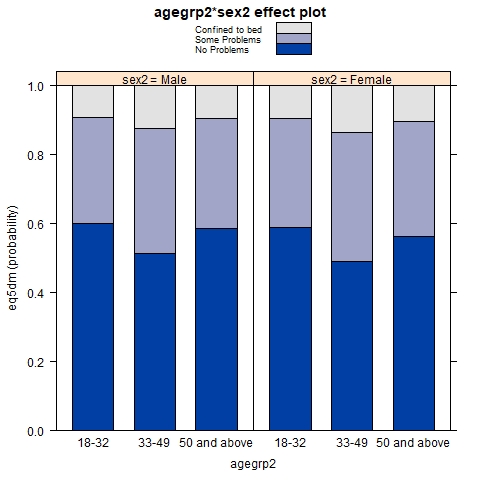 agegrp2*sex2 effect plot
Confined to bed
Some Problems
No Problems
sex2 = Male sex2 = Female
1.0
0.8
0.6
0.4
0.2
0.0
eq5dm (probability)
18-32 33-49 50 and above 18-32 33-49 50 and above
agegrp2